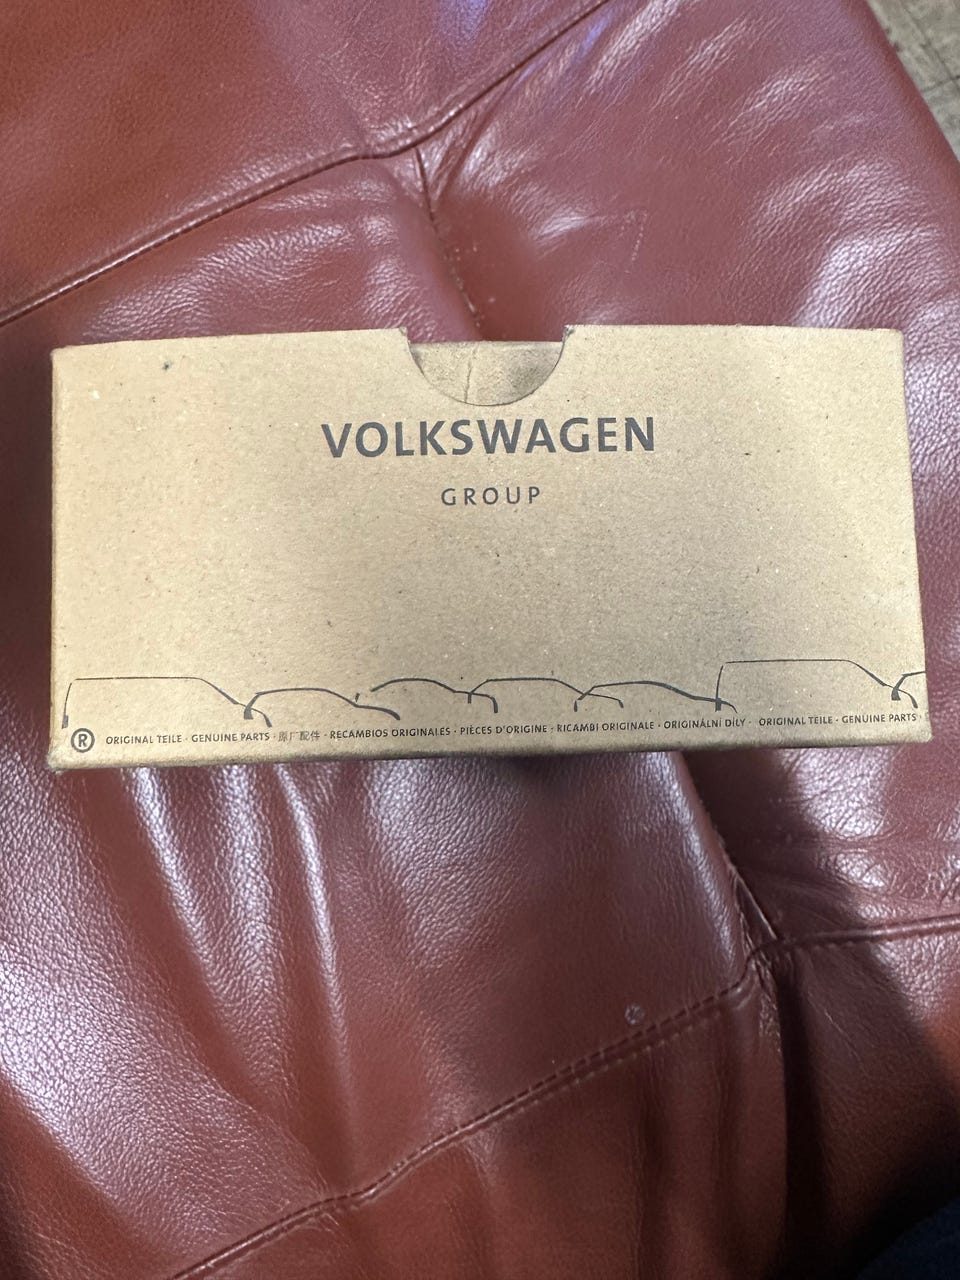 VOLKSWAGEN
GROUP
® ORIGINAL TEILE · GENUINE PARTS · 原厂配件 · RECAMBIOS ORIGINALES · PIÈCES D'ORIGINE · RICAMBI ORIGINALE · ORIGINÁLNÍ DÍLY · ORIGINAL TEILE · GENUINE PARTS ·